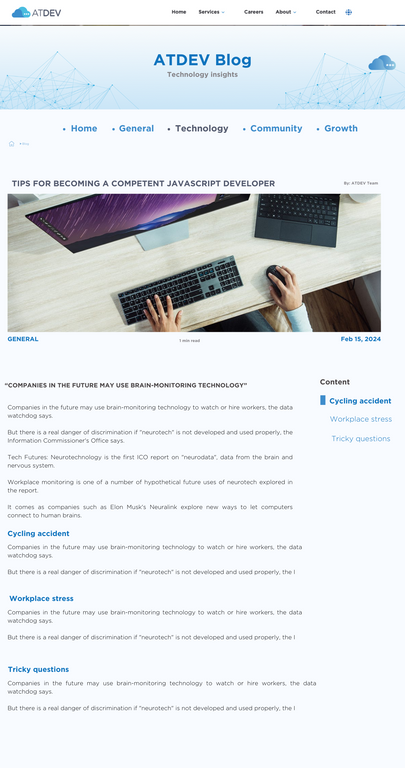 ATDEV
Home Services Careers About Contact
ATDEV Blog
Technology insights
Home General Technology Community Growth
TIPS FOR BECOMING A COMPETENT JAVASCRIPT DEVELOPER
By: ATDEV Team
GENERAL
1 min read
Feb 15, 2024
"COMPANIES IN THE FUTURE MAY USE BRAIN-MONITORING TECHNOLOGY"
Companies in the future may use brain-monitoring technology to watch or hire workers, the data
watchdog says.
But there is a real danger of discrimination if "neurotech" is not developed and used properly, the
Information Commissioner's Office says.
Tech Futures: Neurotechnology is the first ICO report on "neurodata", data from the brain and
nervous system.
Workplace monitoring is one of a number of hypothetical future uses of neurotech explored in
the report.
It comes as companies such as Elon Musk's Neuralink explore new ways to let computers
connect to human brains.
Content
Cycling accident
Workplace stress
Tricky questions
Cycling accident
Companies in the future may use brain-monitoring technology to watch or hire workers, the data
watchdog says.
But there is a real danger of discrimination if "neurotech" is not developed and used properly, the I
Workplace stress
Companies in the future may use brain-monitoring technology to watch or hire workers, the data
watchdog says.
But there is a real danger of discrimination if "neurotech" is not developed and used properly, the I
Tricky questions
Companies in the future may use brain-monitoring technology to watch or hire workers, the data
watchdog says.
But there is a real danger of discrimination if "neurotech" is not developed and used properly, the I